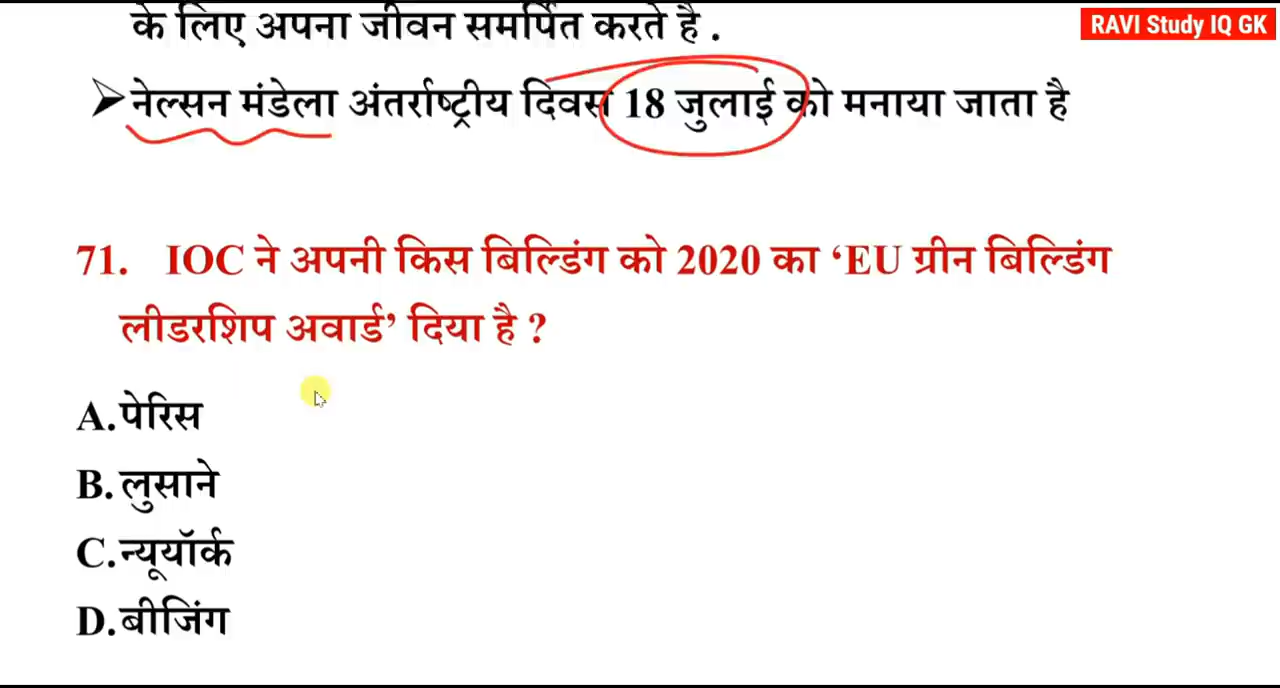 के लिए अपना जीवन समर्पित करते है .
RAVI Study IQ GK
नेल्सन मंडेला अंतर्राष्ट्रीय दिवस 18 जुलाई को मनाया जाता है
71. IOC ने अपनी किस बिल्डिंग को 2020 का ‘EU ग्रीन बिल्डिंग
लीडरशिप अवार्ड’ दिया है ?
A.पेरिस
B.लुसाने
C.न्यूयॉर्क
D.बीजिंग